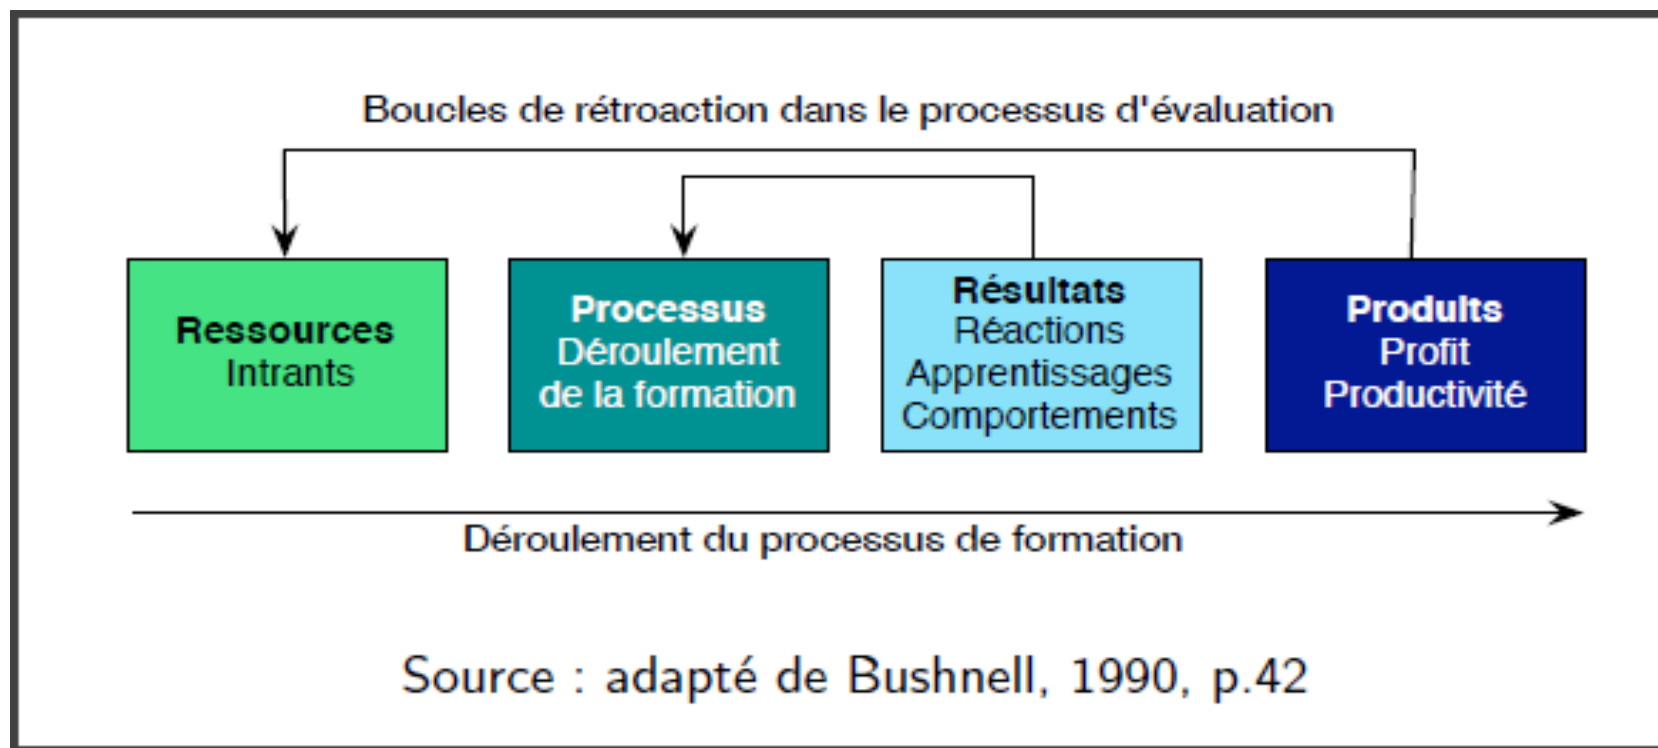 Boucles de rétroaction dans le processus d'évaluation
Ressources
Intrants
Processus
Déroulement
de la formation
Résultats
Réactions
Apprentissages
Comportements
Produits
Profit
Productivité
Déroulement du processus de formation
Source : adapté de Bushnell, 1990, p.42